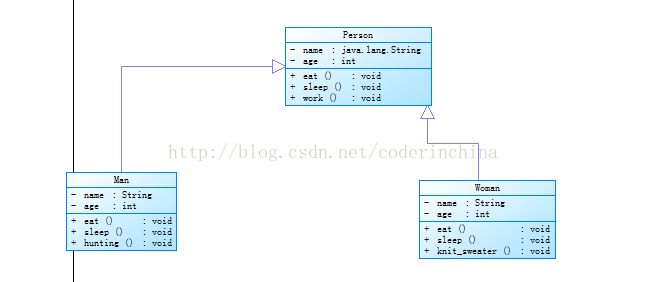 Person
- name : java.lang.String
- age : int
+ eat () : void
+ sleep () : void
+ work () : void
http://blog.csdn.net/coderinchina
Man
- name : String
- age : int
+ eat () : void
+ sleep () : void
+ hunting () : void
Woman
- name : String
- age : int
+ eat () : void
+ sleep () : void
+ knit_sweater () : void